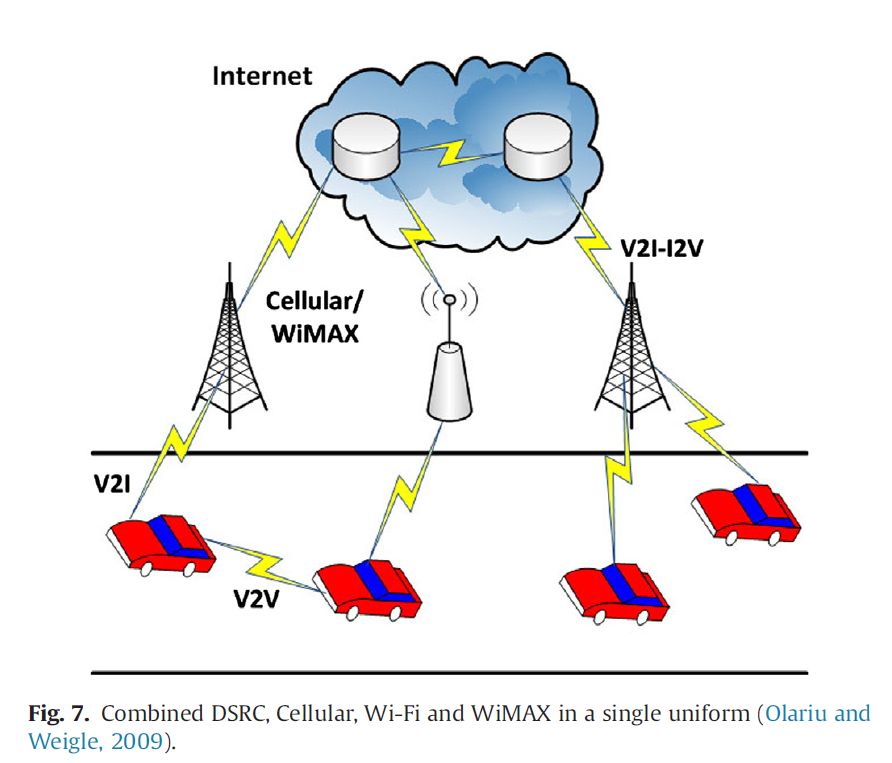 Internet
V2I-I2V
Cellular/
WiMAX
V2I
V2V
Fig. 7. Combined DSRC, Cellular, Wi-Fi and WiMAX in a single uniform (Olariu and
Weigle, 2009).